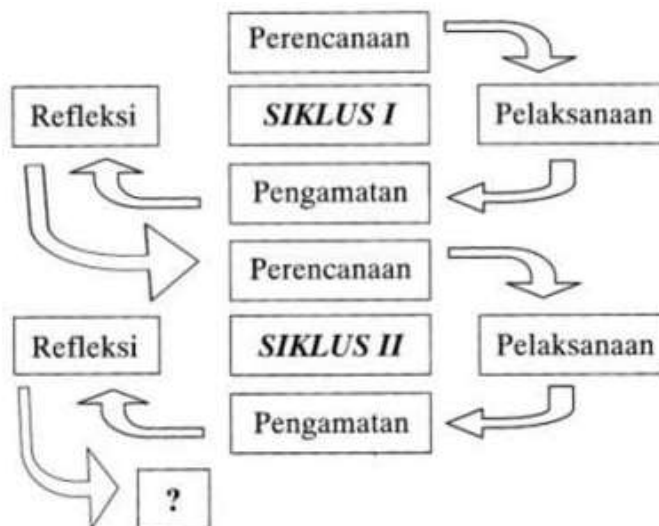 Perencanaan
Refleksi
SIKLUS I
Pelaksanaan
Pengamatan
Perencanaan
Refleksi
SIKLUS II
Pelaksanaan
Pengamatan
?